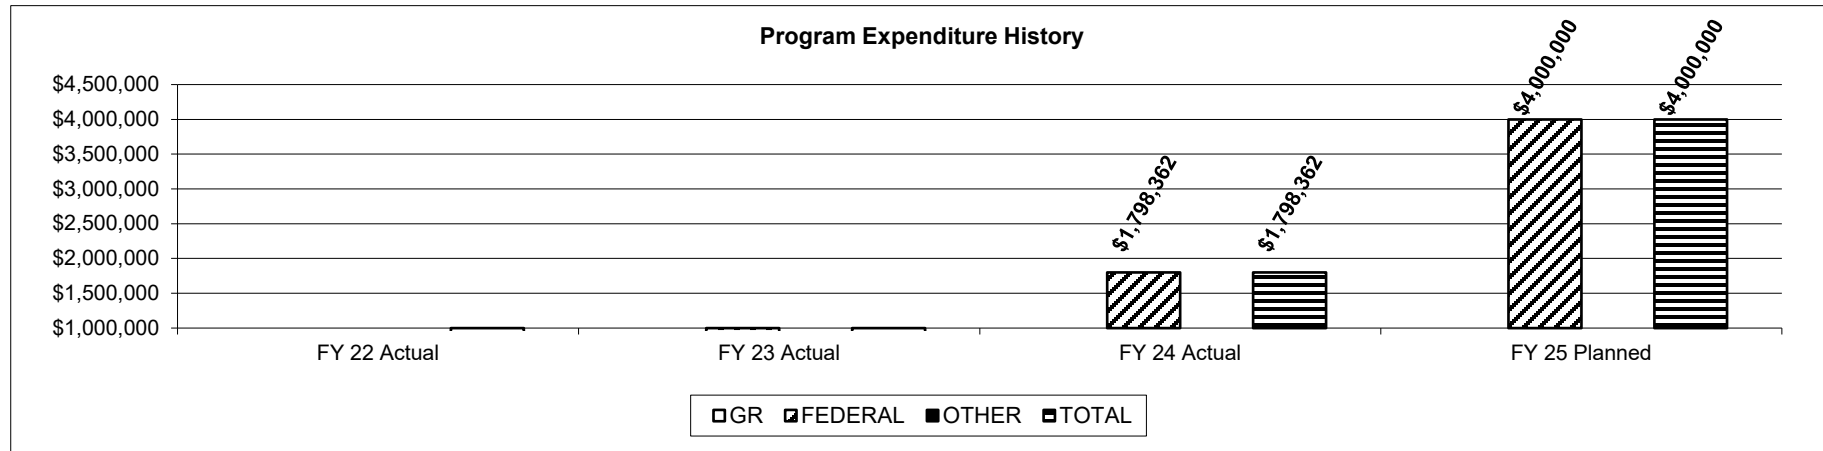 Program Expenditure History
$4,500,000
$4,000,000
$3,500,000
$3,000,000
$2,500,000
$2,000,000
$1,500,000
$1,000,000
$1,798,362
$1,798,362
$4,000,000
$4,000,000
FY 22 Actual
FY 23 Actual
FY 24 Actual
FY 25 Planned
GR FEDERAL OTHER TOTAL